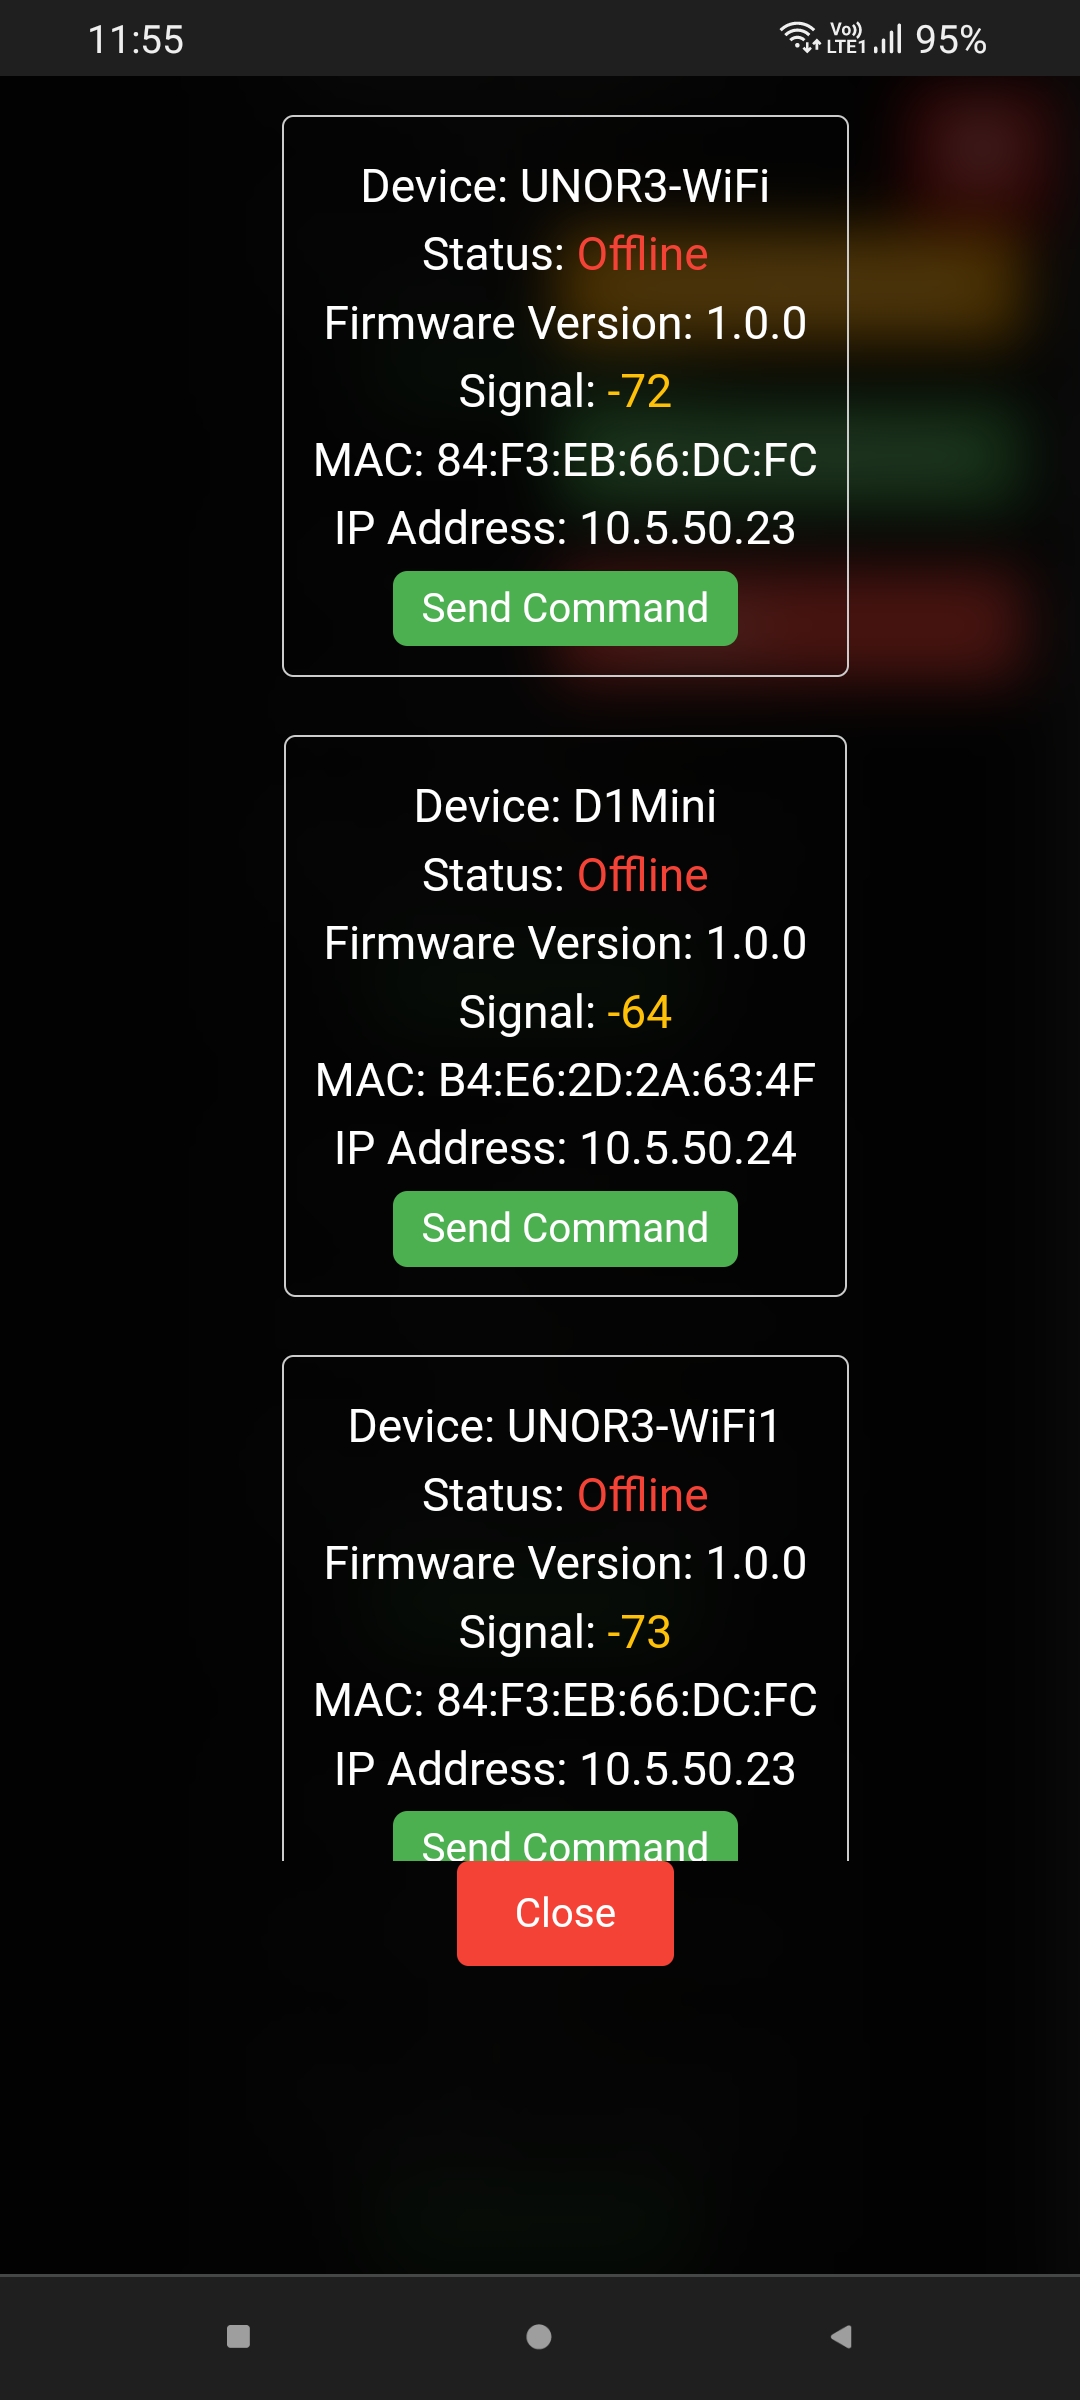 11:55
Vo)) LTE1 95%
Device: UNOR3-WiFi
Status: Offline
Firmware Version: 1.0.0
Signal: -72
MAC: 84:F3:EB:66:DC:FC
IP Address: 10.5.50.23
Send Command
Device: D1Mini
Status: Offline
Firmware Version: 1.0.0
Signal: -64
MAC: B4:E6:2D:2A:63:4F
IP Address: 10.5.50.24
Send Command
Device: UNOR3-WiFi1
Status: Offline
Firmware Version: 1.0.0
Signal: -73
MAC: 84:F3:EB:66:DC:FC
IP Address: 10.5.50.23
Send Command
Close